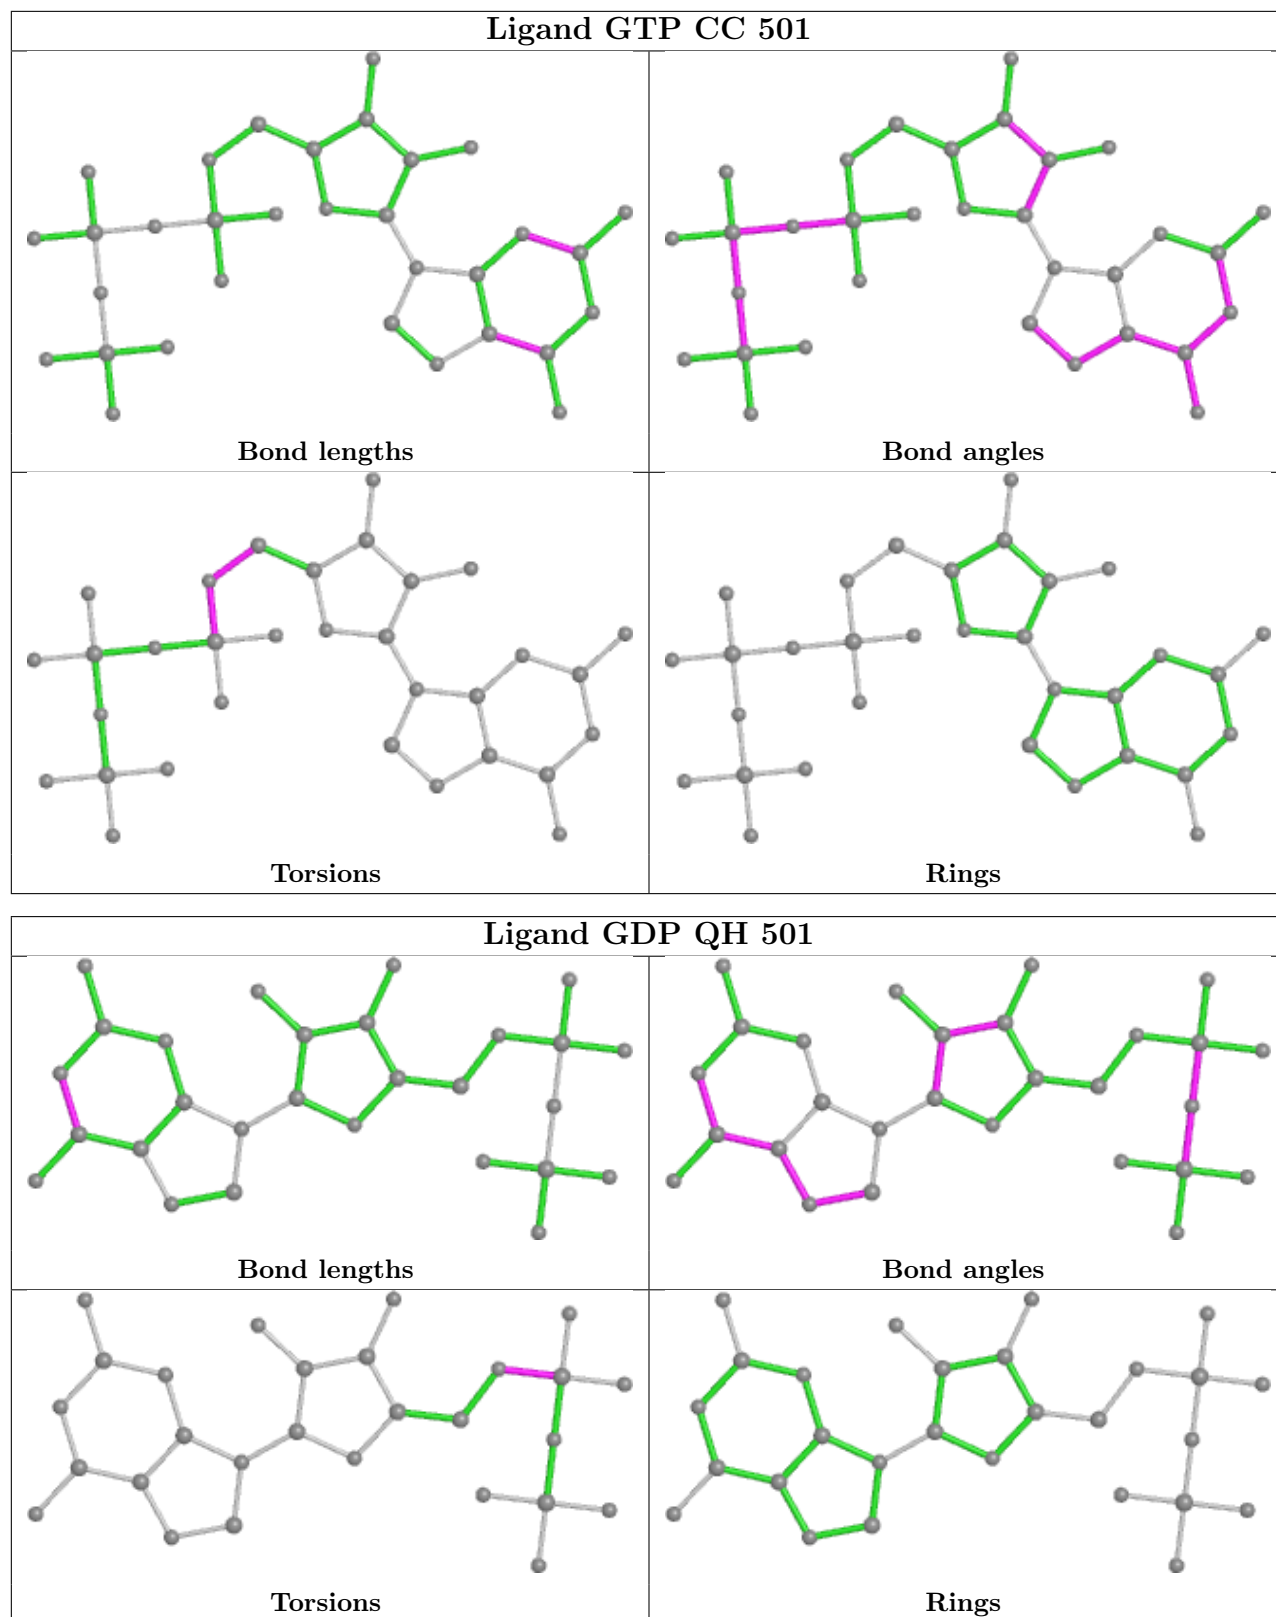 Ligand GTP CC 501
Bond lengths
Bond angles
Torsions
Rings
Ligand GDP QH 501
Bond lengths
Bond angles
Torsions
Rings